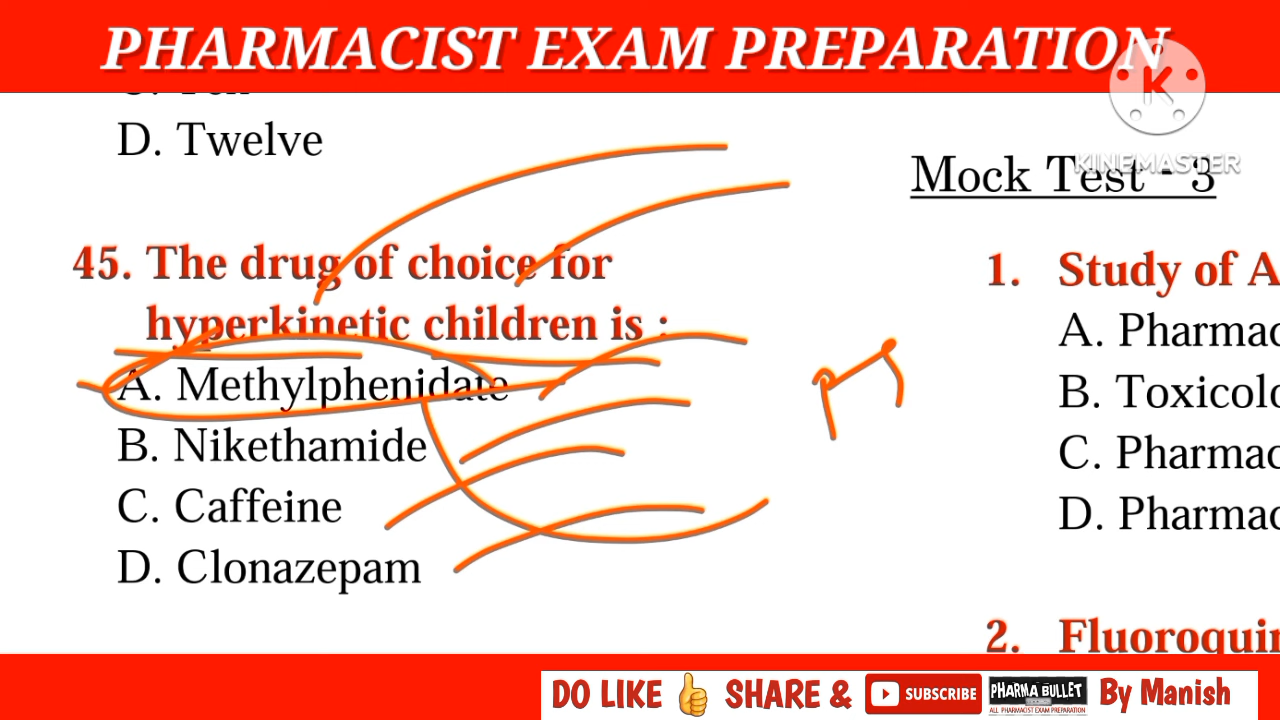 PHARMACIST EXAM PREPARATION
KINEMASTER
D. Twelve
45. The drug of choice for
hyperkinetic children is :
A. Methylphenidate
B. Nikethamide
C. Caffeine
D. Clonazepam
Mock Test - 3
1. Study of A
A. Pharmac
B. Toxicolo
C. Pharmac
D. Pharmac
2. Fluoroquin
DO LIKE 👍 SHARE & SUBSCRIBE PHARMA BULLET By Manish
ALL PHARMACIST EXAM PREPARATION